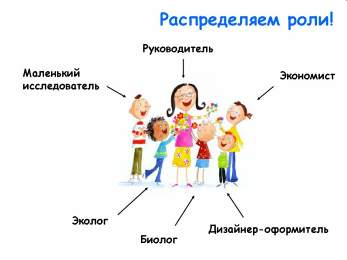 Распределяем роли!
Руководитель
Маленький
исследователь
Экономист
Эколог
Биолог
Дизайнер-оформитель